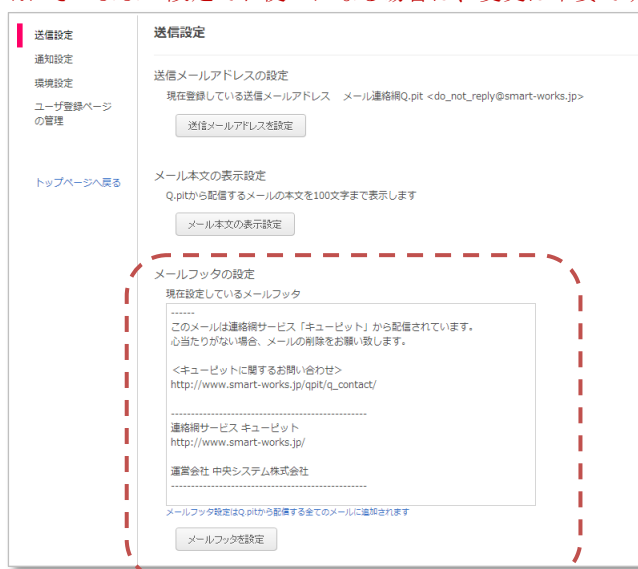 送信設定
通知設定
環境設定
ユーザ登録ページ
の管理
トップページへ戻る
送信設定
送信メールアドレスの設定
現在登録している送信メールアドレス メール連絡網Q.pit <do_not_reply@smart-works.jp>
送信メールアドレスを設定
メール本文の表示設定
Q.pitから配信するメールの本文を100文字まで表示します
メール本文の表示設定
メールフッタの設定
現在設定しているメールフッタ
------
このメールは連絡網サービス「キューピット」から配信されています。
心当たりがない場合、メールの削除をお願い致します。
＜キューピットに関するお問い合わせ＞
http://www.smart-works.jp/qpit/q_contact/
------------------------------------------------
連絡網サービス キューピット
http://www.smart-works.jp/
運営会社 中央システム株式会社
------------------------------------------------
メールフッタ設定はQ.pitから配信する全てのメールに追加されます
メールフッタを設定